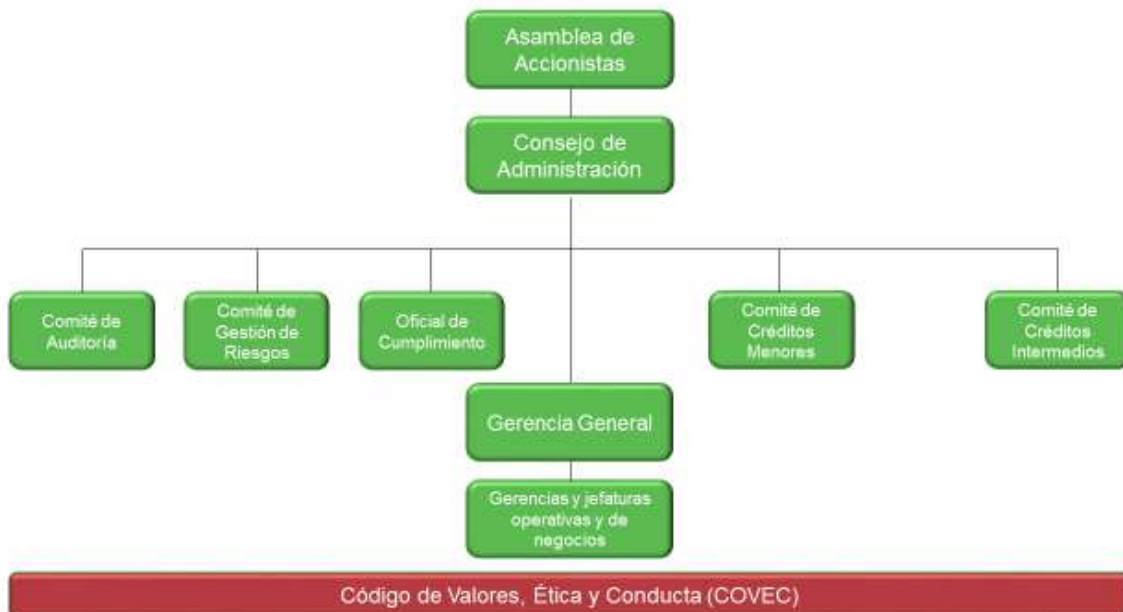 Asamblea de
Accionistas
Consejo de
Administración
Comité de
Auditoría
Comité de
Gestión de
Riesgos
Oficial de
Cumplimiento
Comité de
Créditos
Menores
Comité de
Créditos
Intermedios
Gerencia General
Gerencias y jefaturas
operativas y de
negocios
Código de Valores, Ética y Conducta (COVEC)